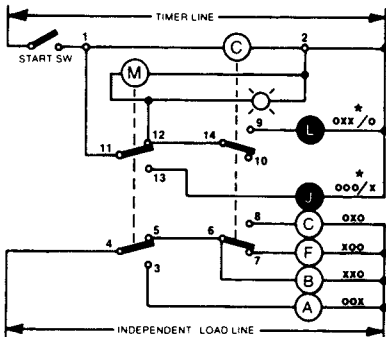 TIMER LINE
1
C
2
START SW
M
9
L
OXX/O
*
12
14
11
10
13
J
OOO/X
*
8
C
OXO
5
6
4
7
F
XOO
3
B
XXO
A
OOX
INDEPENDENT LOAD LINE